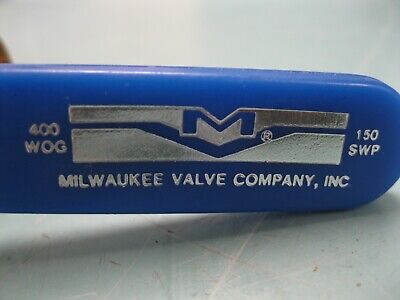 M®
400 WOG
150 SWP
MILWAUKEE VALVE COMPANY, INC